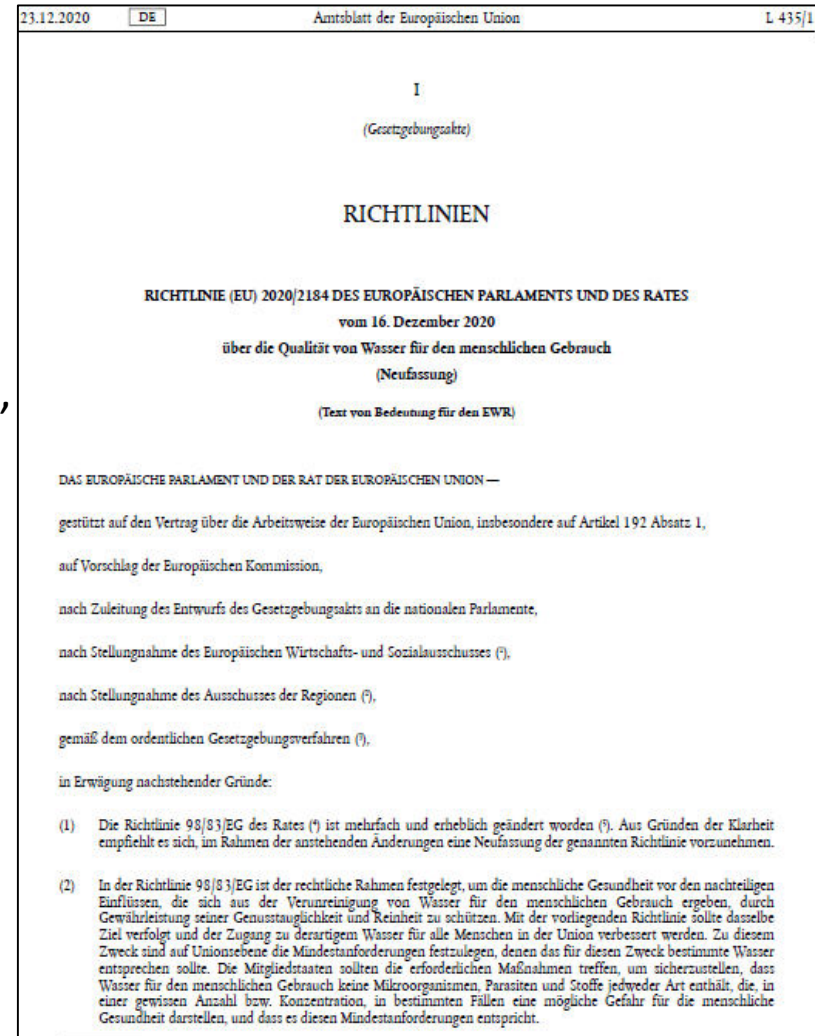 23.12.2020 DE Amtsblatt der Europäischen Union L 435/1
I
(Gesetzgebungsakte)
RICHTLINIEN
RICHTLINIE (EU) 2020/2184 DES EUROPÄISCHEN PARLAMENTS UND DES RATES
vom 16. Dezember 2020
über die Qualität von Wasser für den menschlichen Gebrauch
(Neufassung)
,
(Text von Bedeutung für den EWR)
DAS EUROPÄISCHE PARLAMENT UND DER RAT DER EUROPÄISCHEN UNION —
gestützt auf den Vertrag über die Arbeitsweise der Europäischen Union, insbesondere auf Artikel 192 Absatz 1,
auf Vorschlag der Europäischen Kommission,
nach Zuleitung des Entwurfs des Gesetzgebungsakts an die nationalen Parlamente,
nach Stellungnahme des Europäischen Wirtschafts- und Sozialausschusses (¹),
nach Stellungnahme des Ausschusses der Regionen (²),
gemäß dem ordentlichen Gesetzgebungsverfahren (³),
in Erwägung nachstehender Gründe:
(1) Die Richtlinie 98/83/EG des Rates (⁴) ist mehrfach und erheblich geändert worden (⁵). Aus Gründen der Klarheit
empfiehlt es sich, im Rahmen der anstehenden Änderungen eine Neufassung der genannten Richtlinie vorzunehmen.
(2) In der Richtlinie 98/83/EG ist der rechtliche Rahmen festgelegt, um die menschliche Gesundheit vor den nachteiligen
Einflüssen, die sich aus der Verunreinigung von Wasser für den menschlichen Gebrauch ergeben, durch
Gewährleistung seiner Genusstauglichkeit und Reinheit zu schützen. Mit der vorliegenden Richtlinie sollte dasselbe
Ziel verfolgt und der Zugang zu derartigem Wasser für alle Menschen in der Union verbessert werden. Zu diesem
Zweck sind auf Unionsebene die Mindestanforderungen festzulegen, denen das für diesen Zweck bestimmte Wasser
entsprechen sollte. Die Mitgliedstaaten sollten die erforderlichen Maßnahmen treffen, um sicherzustellen, dass
Wasser für den menschlichen Gebrauch keine Mikroorganismen, Parasiten und Stoffe jedweder Art enthält, die, in
einer gewissen Anzahl bzw. Konzentration, in bestimmten Fällen eine mögliche Gefahr für die menschliche
Gesundheit darstellen, und dass es diesen Mindestanforderungen entspricht.